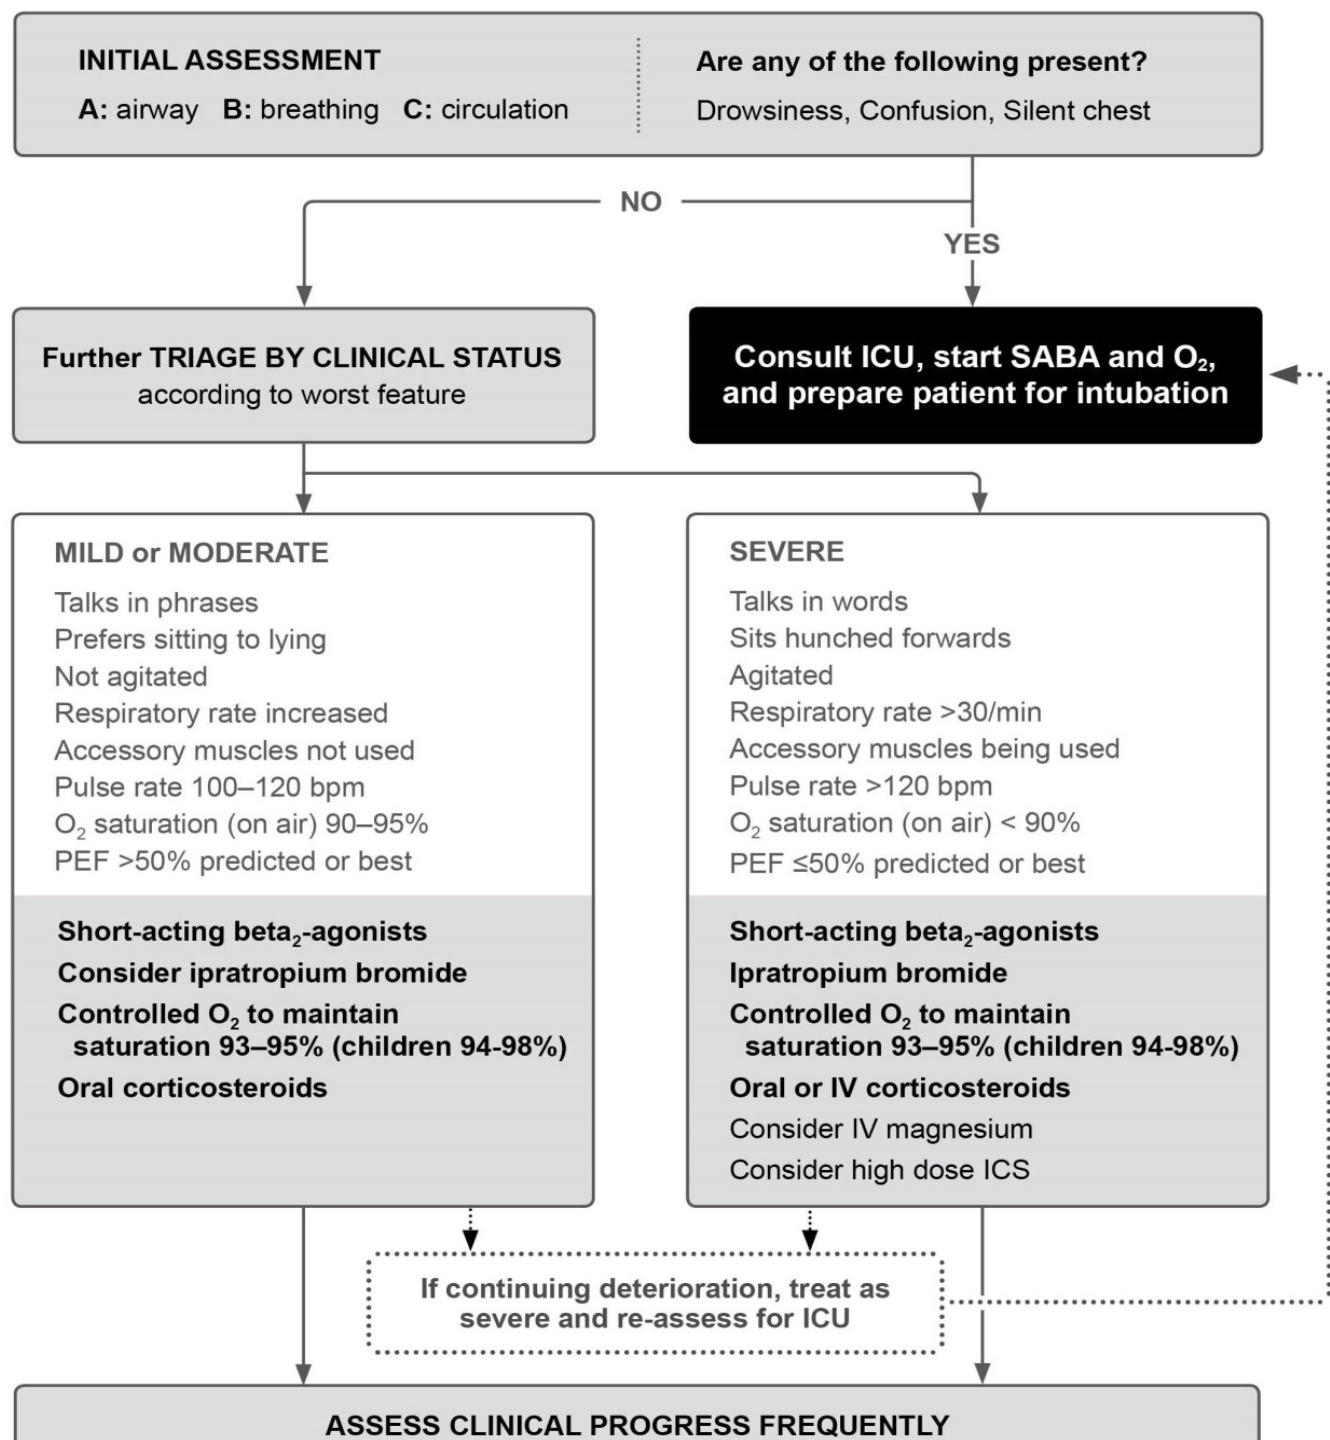 INITIAL ASSESSMENT
A: airway B: breathing C: circulation
Are any of the following present?
Drowsiness, Confusion, Silent chest
NO
YES
Further TRIAGE BY CLINICAL STATUS
according to worst feature
Consult ICU, start SABA and O₂,
and prepare patient for intubation
MILD or MODERATE
Talks in phrases
Prefers sitting to lying
Not agitated
Respiratory rate increased
Accessory muscles not used
Pulse rate 100–120 bpm
O₂ saturation (on air) 90–95%
PEF >50% predicted or best
Short-acting beta₂-agonists
Consider ipratropium bromide
Controlled O₂ to maintain
saturation 93–95% (children 94-98%)
Oral corticosteroids
SEVERE
Talks in words
Sits hunched forwards
Agitated
Respiratory rate >30/min
Accessory muscles being used
Pulse rate >120 bpm
O₂ saturation (on air) < 90%
PEF ≤50% predicted or best
Short-acting beta₂-agonists
Ipratropium bromide
Controlled O₂ to maintain
saturation 93–95% (children 94-98%)
Oral or IV corticosteroids
Consider IV magnesium
Consider high dose ICS
If continuing deterioration, treat as
severe and re-assess for ICU
ASSESS CLINICAL PROGRESS FREQUENTLY